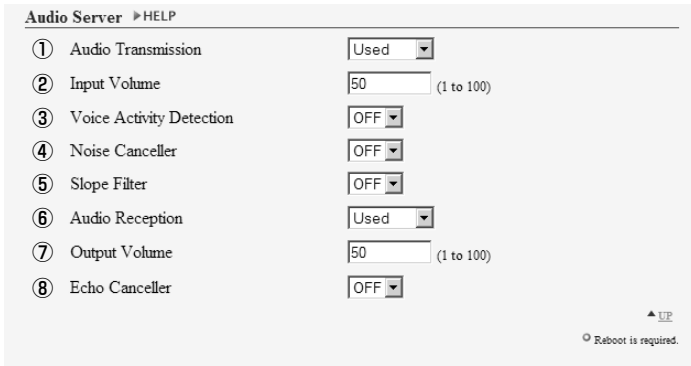 Audio Server ▶HELP
① Audio Transmission Used
② Input Volume 50 (1 to 100)
③ Voice Activity Detection OFF
④ Noise Canceller OFF
⑤ Slope Filter OFF
⑥ Audio Reception Used
⑦ Output Volume 50 (1 to 100)
⑧ Echo Canceller OFF
▲UP
Reboot is required.